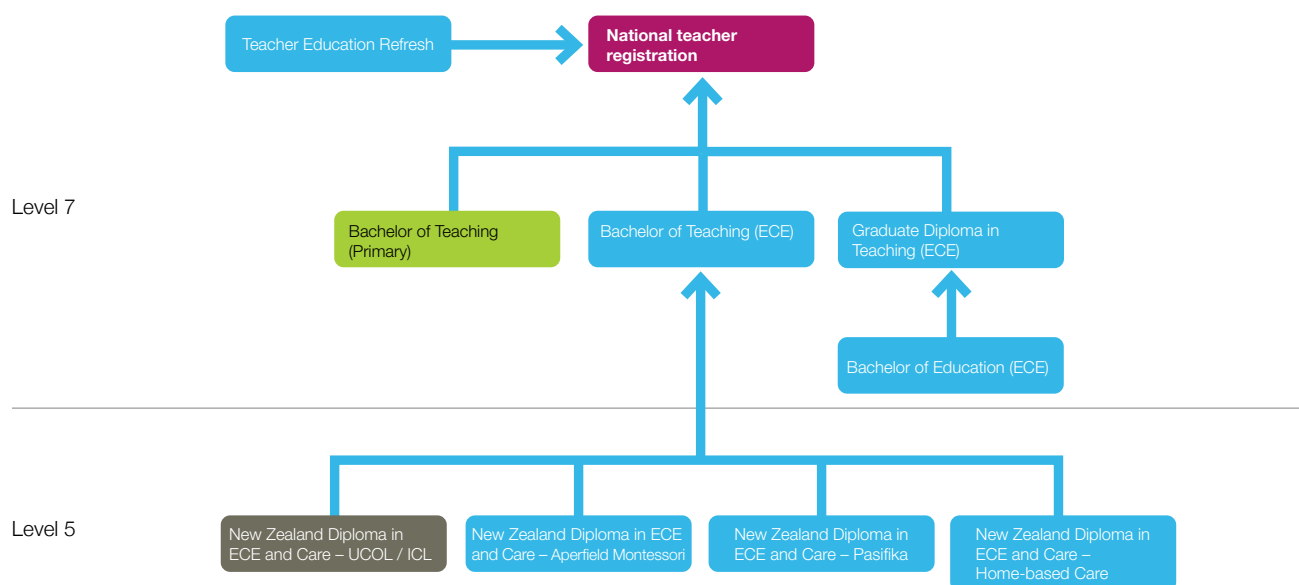 Teacher Education Refresh
National teacher
registration
Level 7
Bachelor of Teaching
(Primary)
Bachelor of Teaching (ECE)
Graduate Diploma in
Teaching (ECE)
Bachelor of Education (ECE)
Level 5
New Zealand Diploma in
ECE and Care – UCOL / ICL
New Zealand Diploma in ECE
and Care – Aperfield Montessori
New Zealand Diploma in
ECE and Care – Pasifika
New Zealand Diploma in
ECE and Care –
Home-based Care